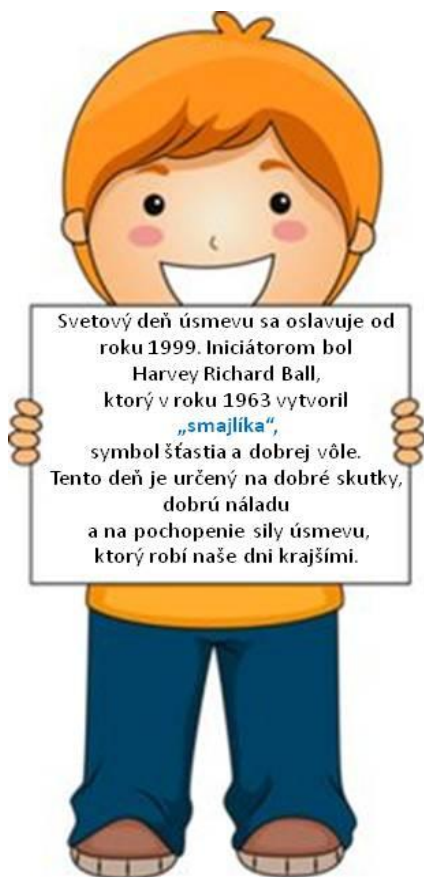 Svetový deň úsmevu sa oslavuje od
roku 1999. Iniciátorom bol
Harvey Richard Ball,
ktorý v roku 1963 vytvoril
„smajlíka“,
symbol šťastia a dobrej vôle.
Tento deň je určený na dobré skutky,
dobrú náladu
a na pochopenie sily úsmevu,
ktorý robí naše dni krajšími.